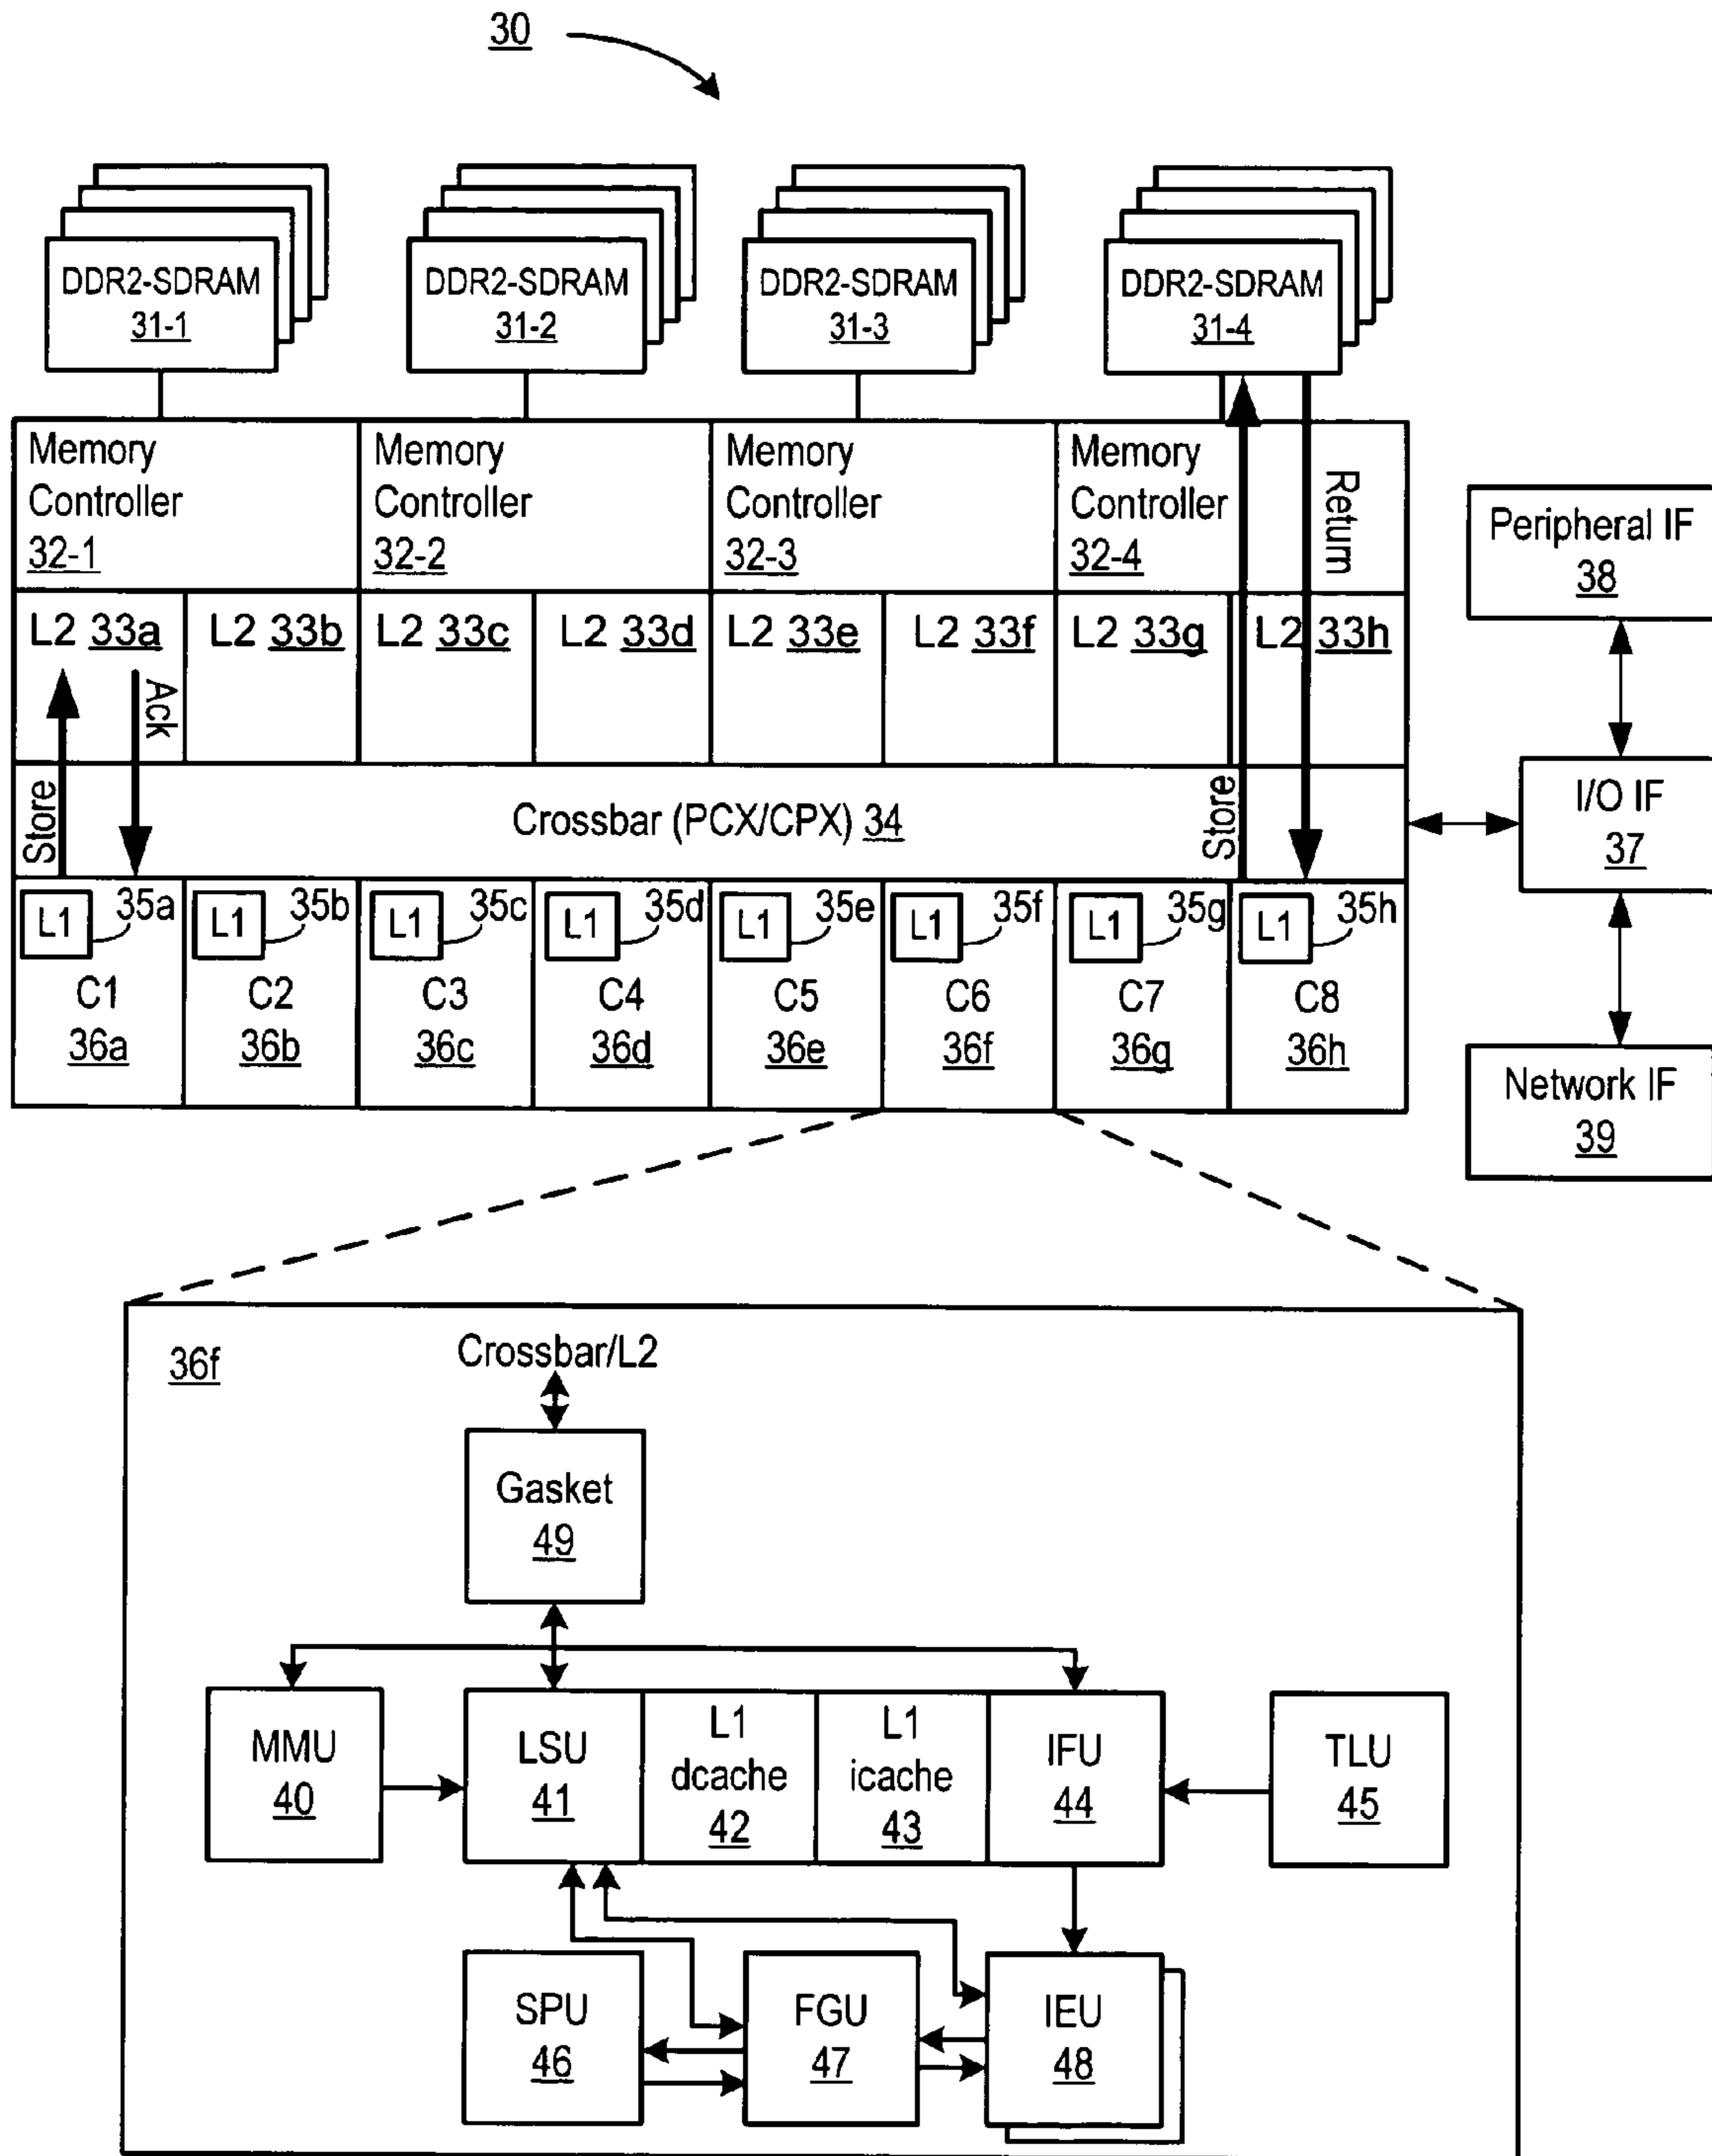 30
DDR2-SDRAM
31-1
DDR2-SDRAM
31-2
DDR2-SDRAM
31-3
DDR2-SDRAM
31-4
Memory
Controller
32-1
Memory
Controller
32-2
Memory
Controller
32-3
Memory
Controller
32-4
Return
Peripheral IF
38
L2 33a
L2 33b
L2 33c
L2 33d
L2 33e
L2 33f
L2 33g
L2 33h
Ack
Store
Crossbar (PCX/CPX) 34
Store
I/O IF
37
L1
35a
L1
35b
L1
35c
L1
35d
L1
35e
L1
35f
L1
35g
L1
35h
C1
36a
C2
36b
C3
36c
C4
36d
C5
36e
C6
36f
C7
36g
C8
36h
Network IF
39
36f
Crossbar/L2
Gasket
49
MMU
40
LSU
41
L1
dcache
42
L1
icache
43
IFU
44
TLU
45
SPU
46
FGU
47
IEU
48